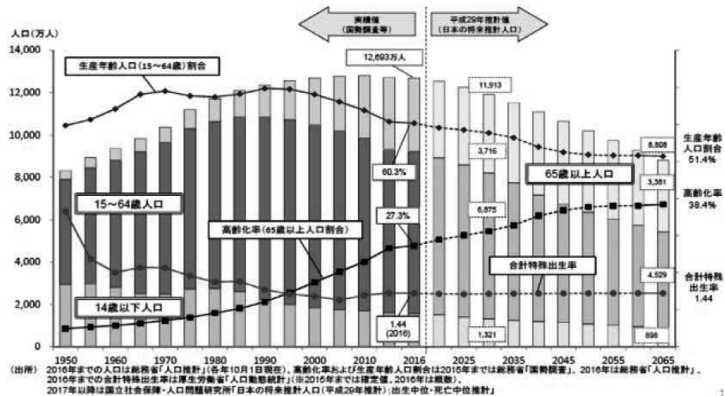 実績値
(国勢調査等)
平成29年推計値
(日本の将来推計人口)
人口(万人)
14,000
12,000
10,000
8,000
6,000
4,000
2,000
0
生産年齢人口(15~64歳)割合
12,693万人
11,913
生産年齢
人口割合
51.4%
8,808
3,716
60.3%
65歳以上人口
3,381
高齢化率
38.4%
15~64歳人口
27.3%
6,875
高齢化率(65歳以上人口割合)
合計特殊出生率
4,529
合計特殊
出生率
1.44
14歳以下人口
1.44
(2016)
1,321
898
1950
1960
1970
1980
1990
2000
2010
2016
2025
2035
2045
2055
2065
(出所) 2016年までの人口は総務省「人口推計」(各年10月1日現在)、高齢化率および生産年齢人口割合は2015年までは総務省「国勢調査」、2016年は総務省「人口推計」、
2016年までの合計特殊出生率は厚生労働省「人口動態統計」(※2015年までは確定値、2016年は概数)、
2017年以降は国立社会保障・人口問題研究所「日本の将来推計人口(平成29年推計):出生中位・死亡中位推計」